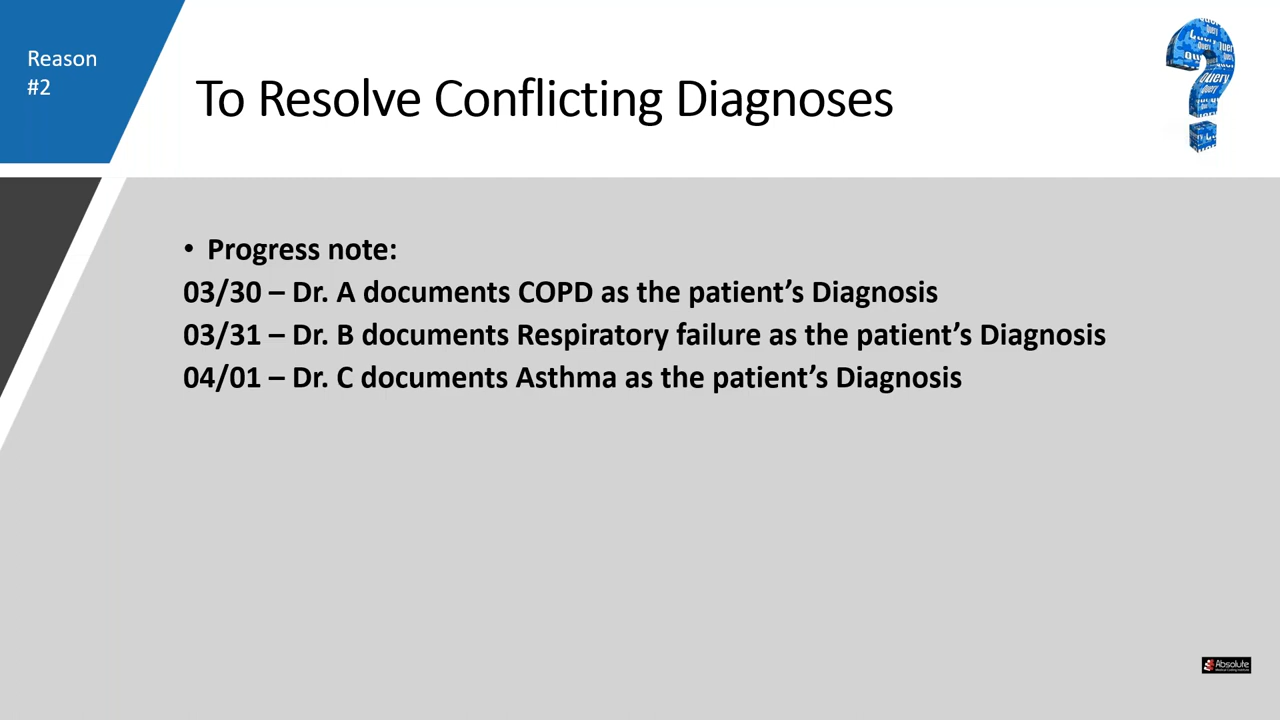 Reason
#2
To Resolve Conflicting Diagnoses
Query
• Progress note:
03/30 – Dr. A documents COPD as the patient’s Diagnosis
03/31 – Dr. B documents Respiratory failure as the patient’s Diagnosis
04/01 – Dr. C documents Asthma as the patient’s Diagnosis
Absolute